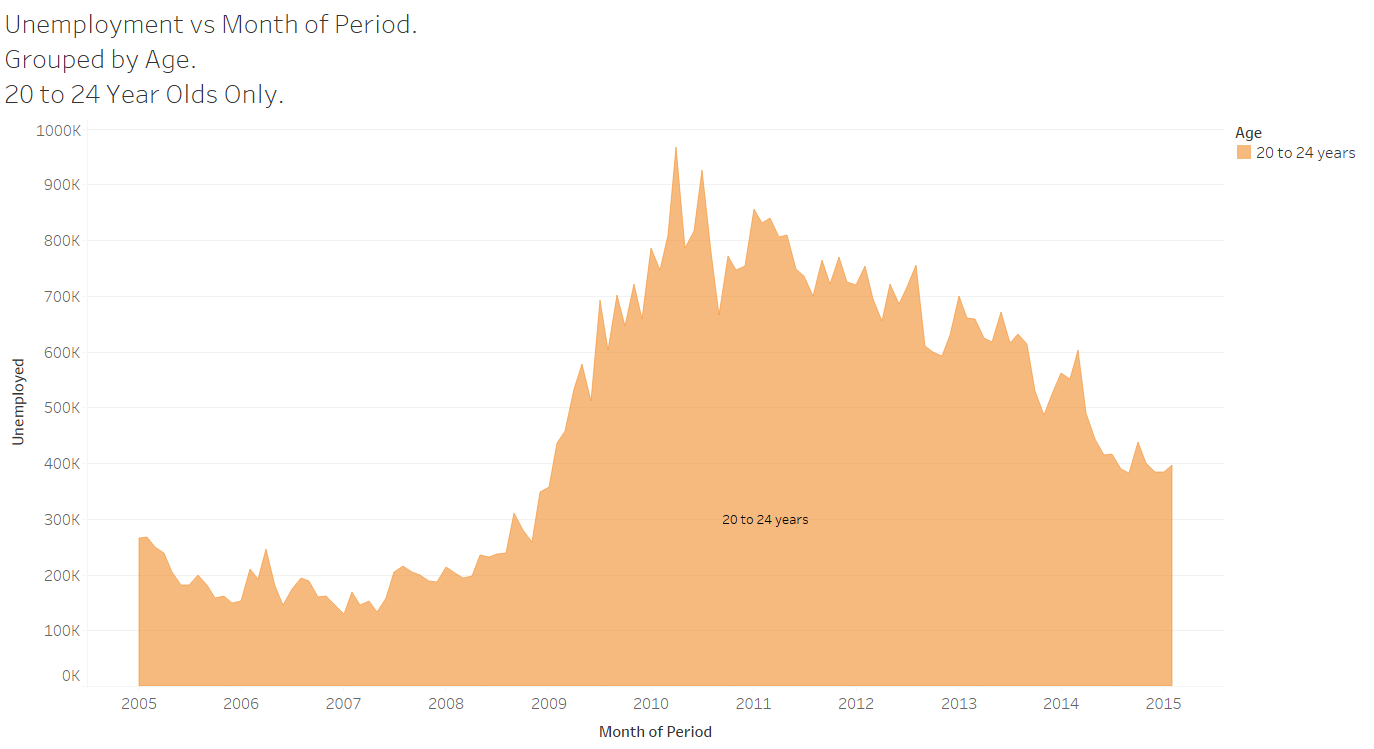 Unemployment vs Month of Period.
Grouped by Age.
20 to 24 Year Olds Only.
1000K
900K
800K
700K
600K
500K
400K
300K
200K
100K
0K
Unemployed
20 to 24 years
2005 2006 2007 2008 2009 2010 2011 2012 2013 2014 2015
Month of Period
Age
20 to 24 years